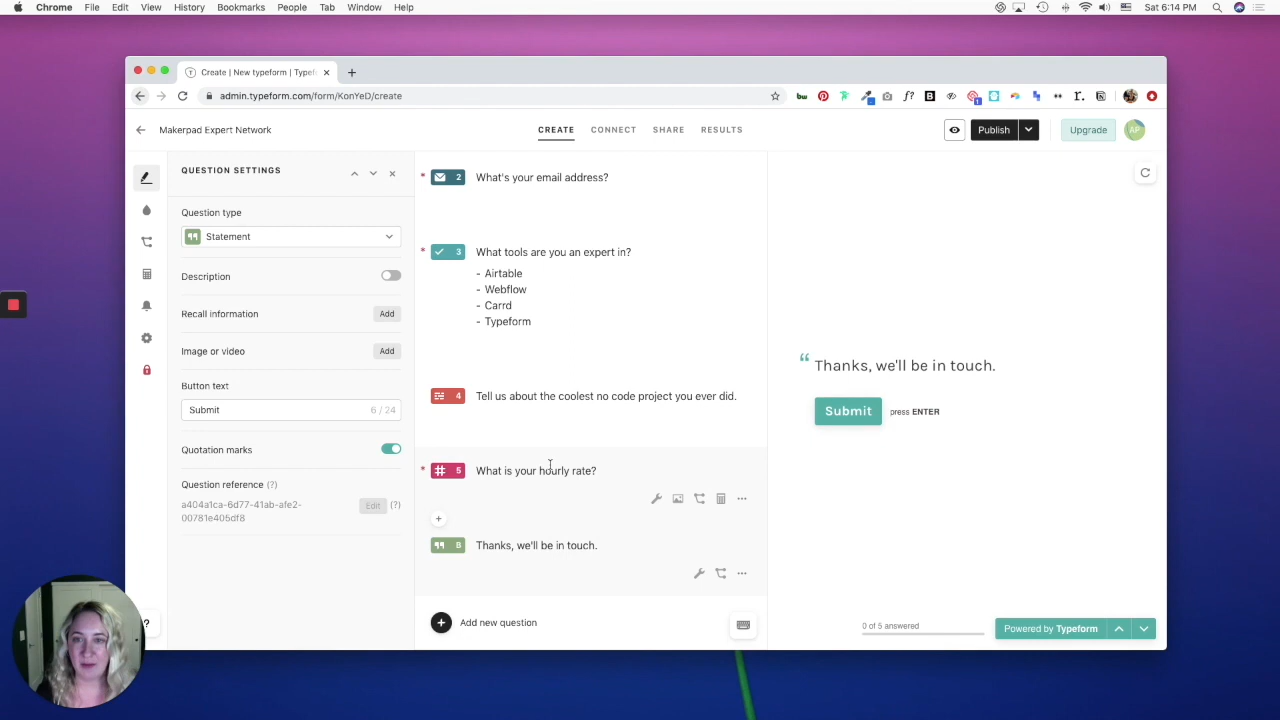 Chrome File Edit View History Bookmarks People Tab Window Help
Sat 6:14 PM
Create | New typeform | Typef
admin.typeform.com/form/KonYeD/create
Makerpad Expert Network
CREATE CONNECT SHARE RESULTS
Publish
Upgrade
AP
QUESTION SETTINGS
Question type
Statement
Description
Recall information
Add
Image or video
Add
Button text
Submit
6 / 24
Quotation marks
Question reference (?)
a404a1ca-6d77-41ab-afe2-
00781e405df8
Edit (?)
* 2 What's your email address?
* 3 What tools are you an expert in?
- Airtable
- Webflow
- Carrd
- Typeform
4 Tell us about the coolest no code project you ever did.
* 5 What is your hourly rate?
B Thanks, we'll be in touch.
Add new question
“ Thanks, we'll be in touch.
Submit press ENTER
0 of 5 answered
Powered by Typeform
?